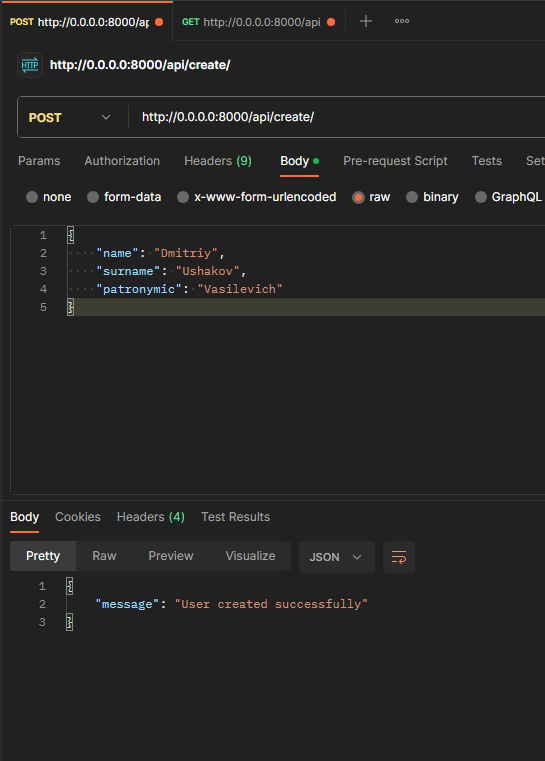 POST http://0.0.0.0:8000/ap GET http://0.0.0.0:8000/api
HTTP http://0.0.0.0:8000/api/create/
POST http://0.0.0.0:8000/api/create/
Params Authorization Headers (9) Body Pre-request Script Tests Set
none form-data x-www-form-urlencoded raw binary GraphQL
1 {
2 "name": "Dmitriy",
3 "surname": "Ushakov",
4 "patronymic": "Vasilevich"
5 }
Body Cookies Headers (4) Test Results
Pretty Raw Preview Visualize JSON
1 {
2 "message": "User created successfully"
3 }